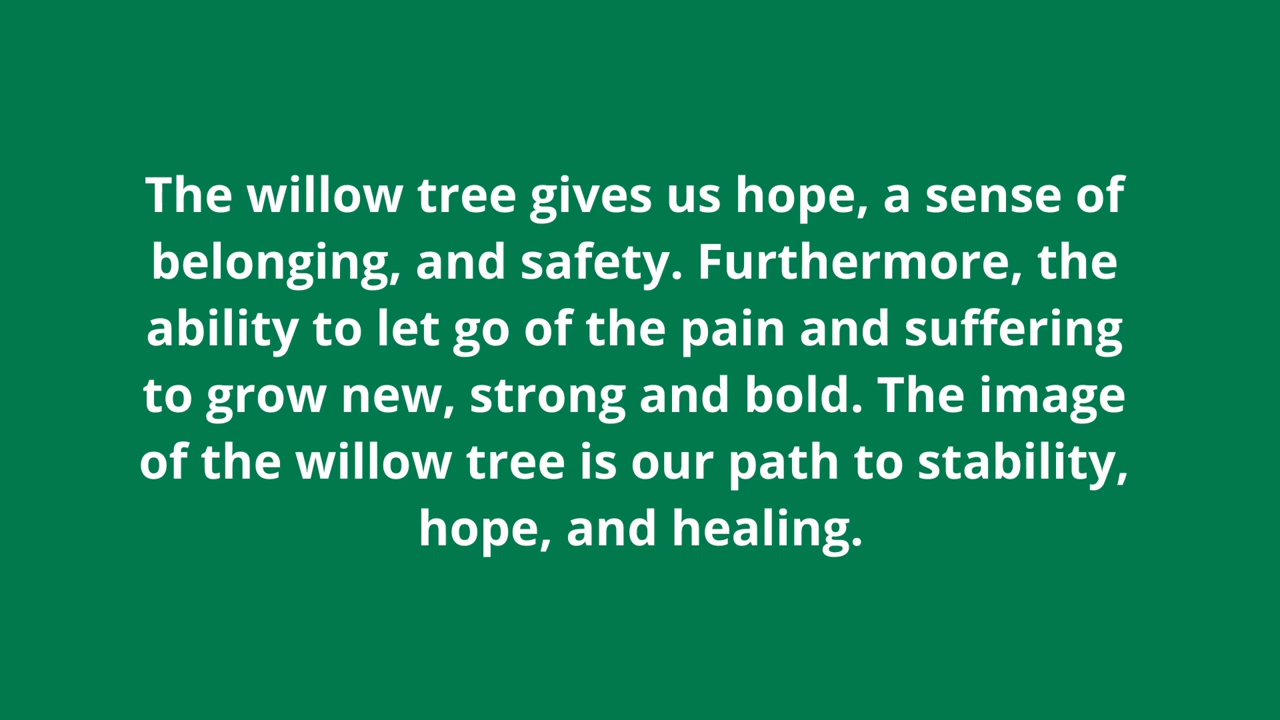 The willow tree gives us hope, a sense of
belonging, and safety. Furthermore, the
ability to let go of the pain and suffering
to grow new, strong and bold. The image
of the willow tree is our path to stability,
hope, and healing.